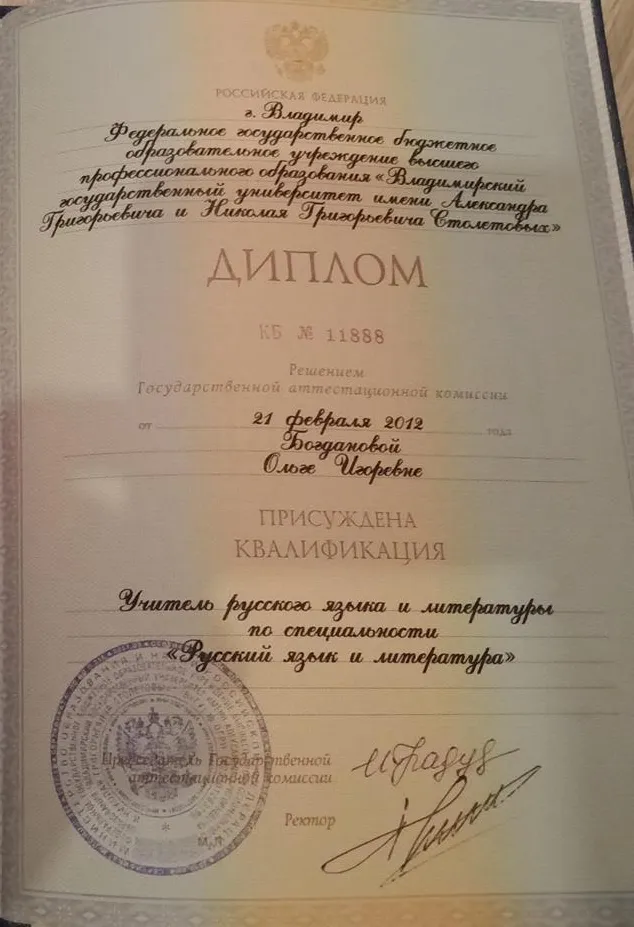 РОССИЙСКАЯ ФЕДЕРАЦИЯ
г. Владимир
Федеральное государственное бюджетное
образовательное учреждение высшего
профессионального образования «Владимирский
государственный университет имени Александра
Григорьевича и Николая Григорьевича Столетовых»
ДИПЛОМ
КБ № 11888
Решением
Государственной аттестационной комиссии
от 21 февраля 2012 года
Богдановой
Ольге Игоревне
ПРИСУЖДЕНА
КВАЛИФИКАЦИЯ
Учитель русского языка и литературы
по специальности
«Русский язык и литература»
Председатель Государственной
аттестационной комиссии
Ректор
М.П.